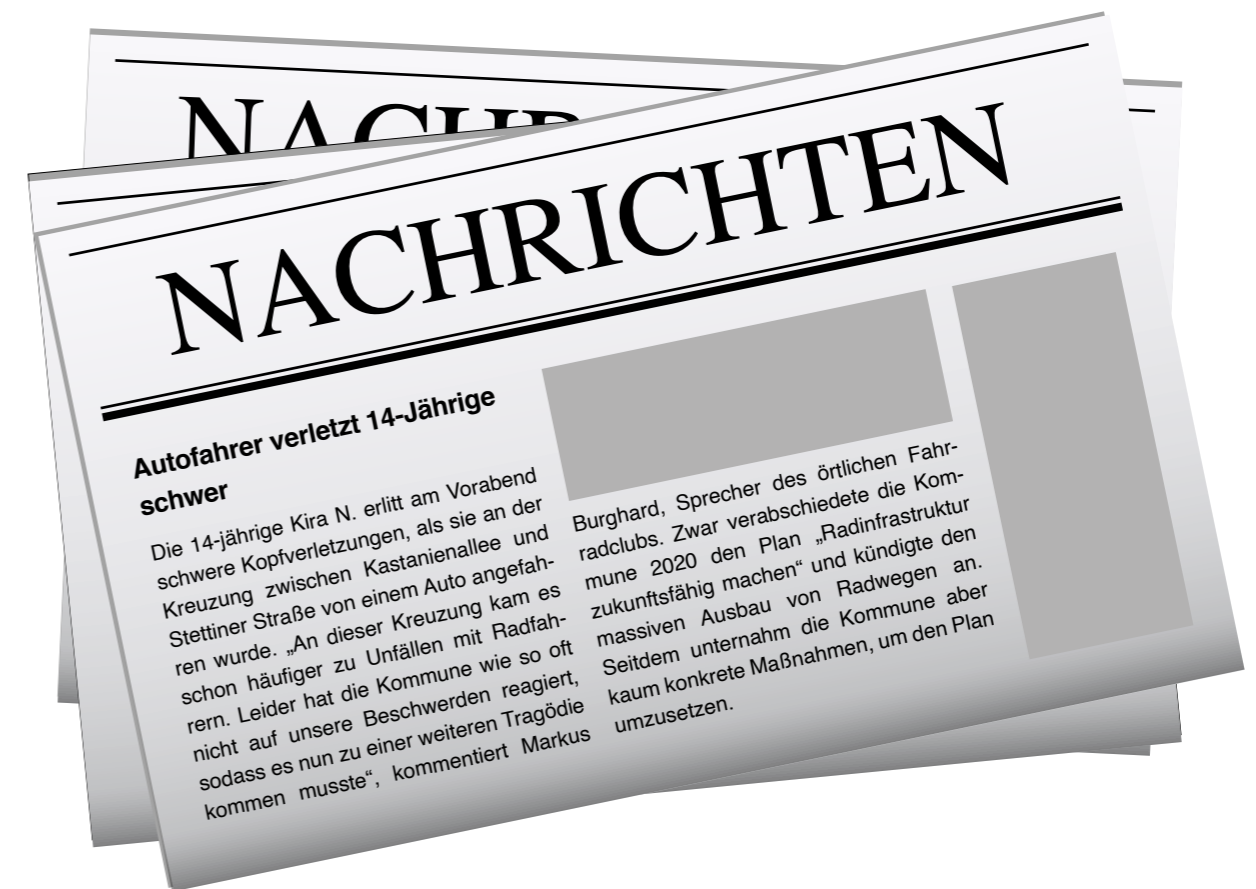 NACHR
NACHRICHTEN
Autofahrer verletzt 14-Jährige
schwer
Die 14-jährige Kira N. erlitt am Vorabend
schwere Kopfverletzungen, als sie an der
Kreuzung zwischen Kastanienallee und
Stettiner Straße von einem Auto angefah-
ren wurde. „An dieser Kreuzung kam es
schon häufiger zu Unfällen mit Radfah-
rern. Leider hat die Kommune wie so oft
nicht auf unsere Beschwerden reagiert,
sodass es nun zu einer weiteren Tragödie
kommen musste“, kommentiert Markus
Burghard, Sprecher des örtlichen Fahr-
radclubs. Zwar verabschiedete die Kom-
mune 2020 den Plan „Radinfrastruktur
zukunftsfähig machen“ und kündigte den
massiven Ausbau von Radwegen an.
Seitdem unternahm die Kommune aber
kaum konkrete Maßnahmen, um den Plan
umzusetzen.